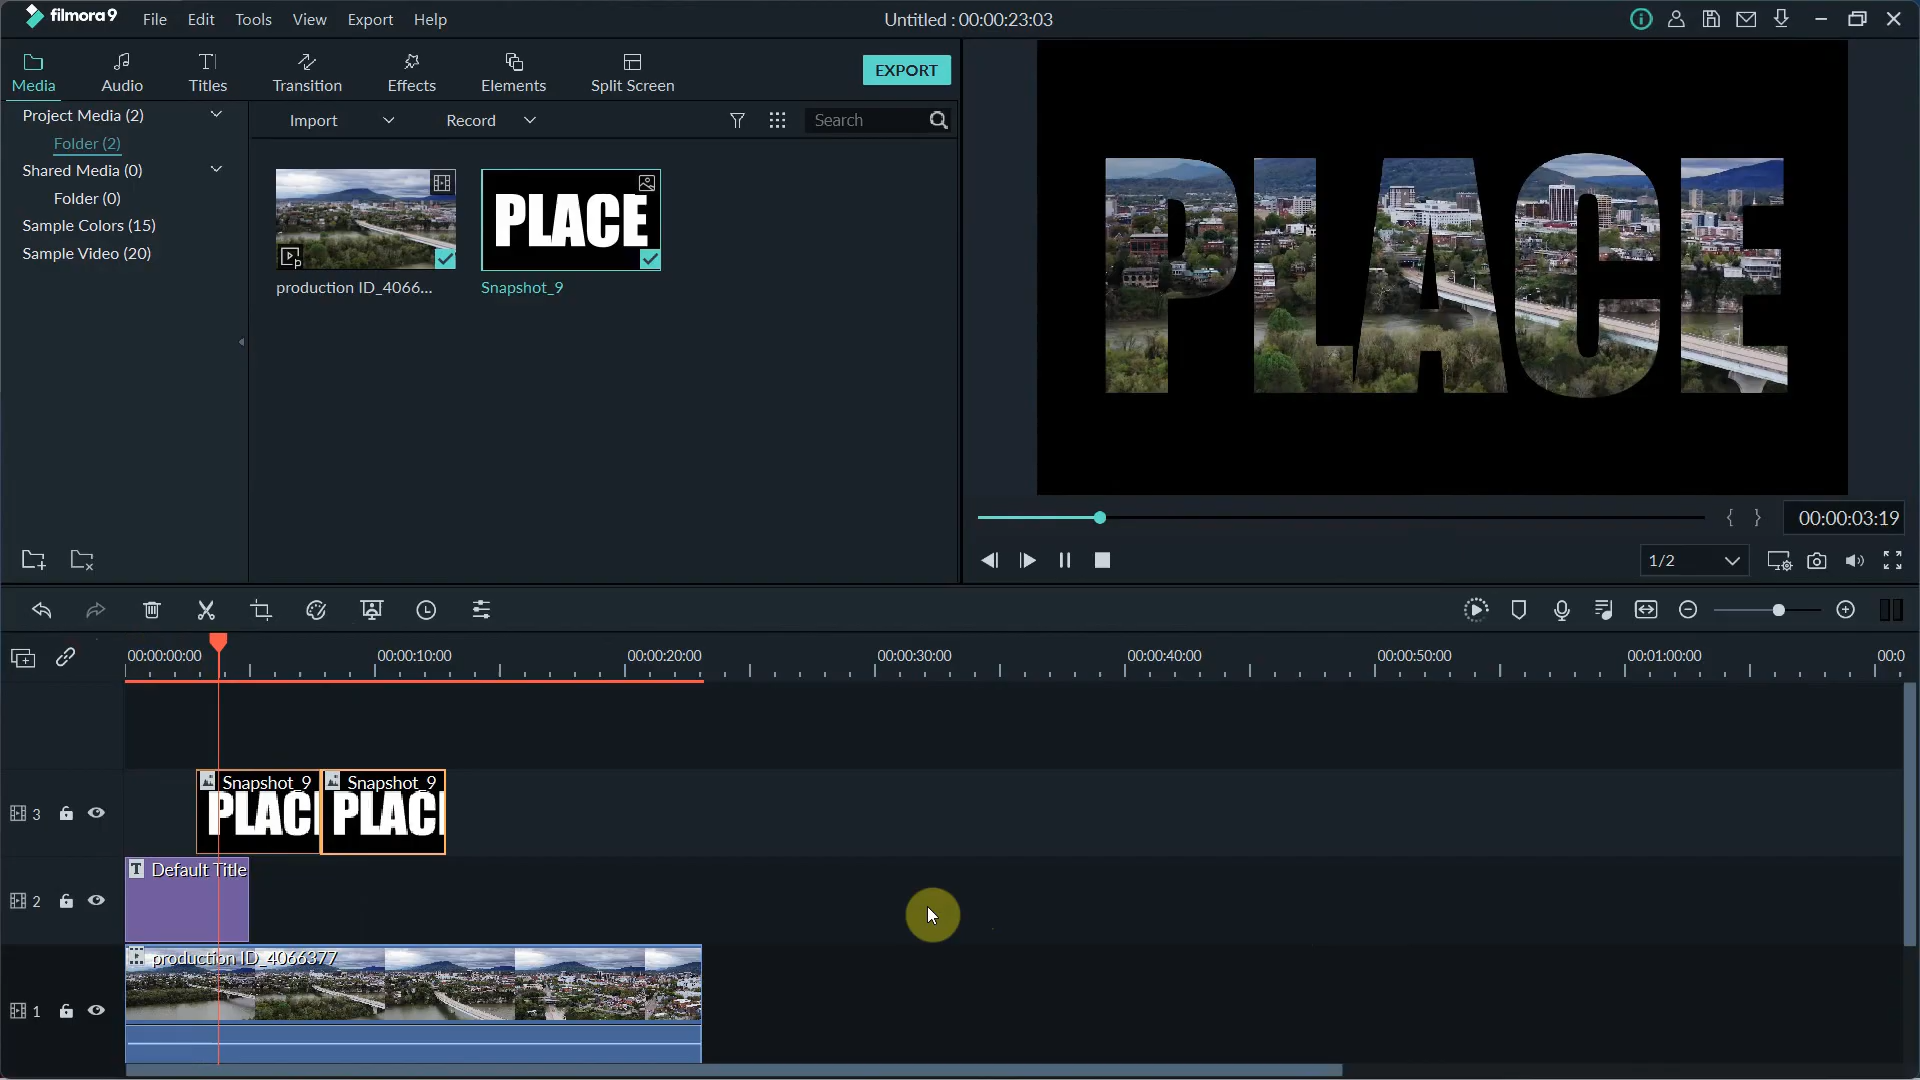 filmora9
File Edit Tools View Export Help
Untitled : 00:00:23:03
Media Audio Titles Transition Effects Elements Split Screen
EXPORT
Project Media (2)
Folder (2)
Shared Media (0)
Folder (0)
Sample Colors (15)
Sample Video (20)
Import Record Search
PLACE
production ID_4066... Snapshot_9
PLACE
00:00:03:19
1/2
00:00:00:00 00:00:10:00 00:00:20:00 00:00:30:00 00:00:40:00 00:00:50:00 00:01:00:00 00:0
3
Snapshot_9 Snapshot_9
PLACE PLACE
2
T Default Title
1
production ID_4066377